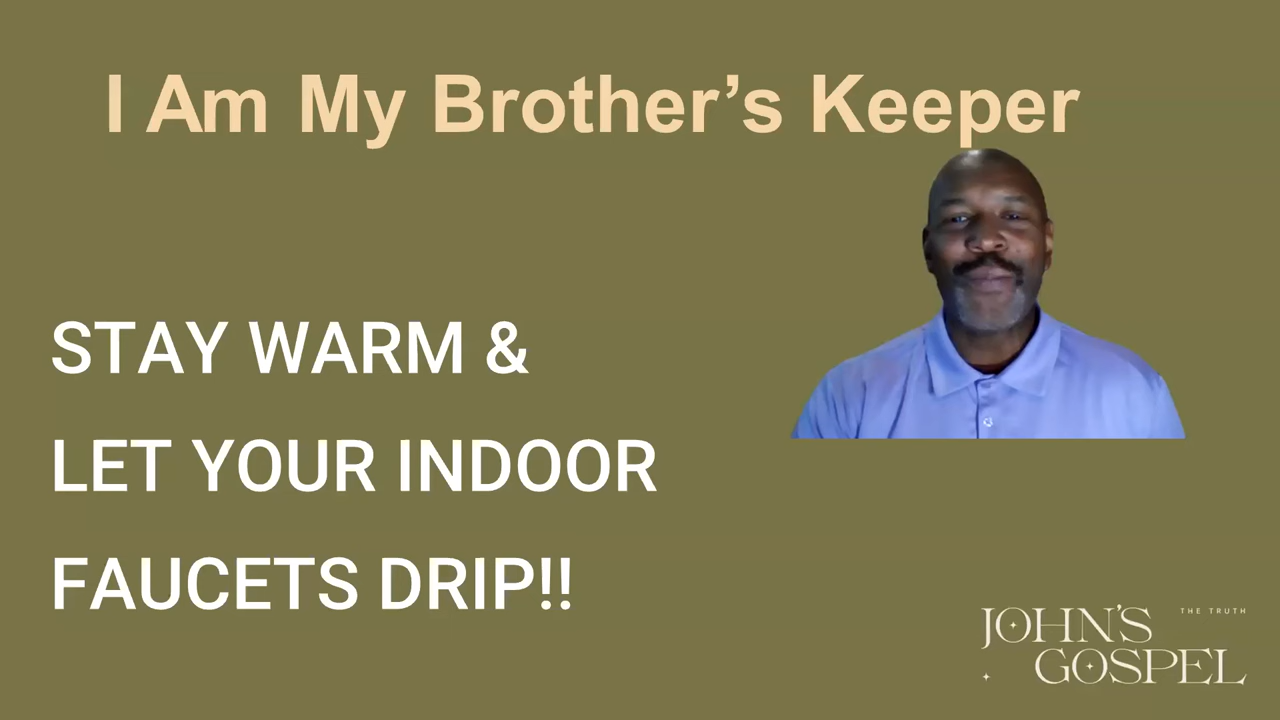 I Am My Brother’s Keeper
STAY WARM &
LET YOUR INDOOR
FAUCETS DRIP!!
THE TRUTH
JOHN'S
GOSPEL